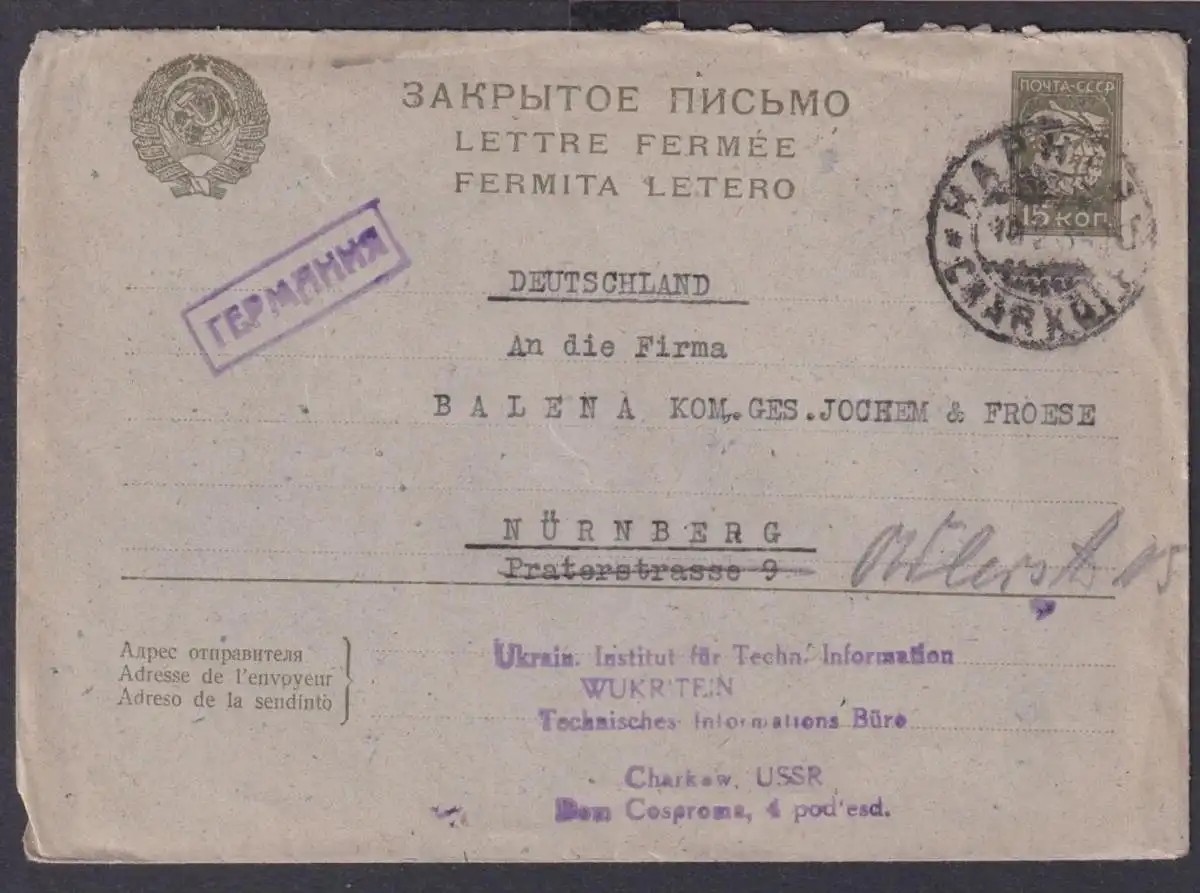 ЗАКРЫТОЕ ПИСЬМО
LETTRE FERMÉE
FERMITA LETERO
ПОЧТА-СССР
15 КОП
CHARKIW
ГЕРМАНИЯ
DEUTSCHLAND
An die Firma
BALENA KOM.GES.JOCHEM & FROESE
NÜRNBERG
Praterstrasse 9
Адрес отправителя
Adresse de l'envoyeur
Adreso de la sendinto
Ukrain. Institut für Techn. Information
WUKRITEIN
Technisches Informations Büro
Charkow, USSR
Dom Cosproma, 4 pod'esd.